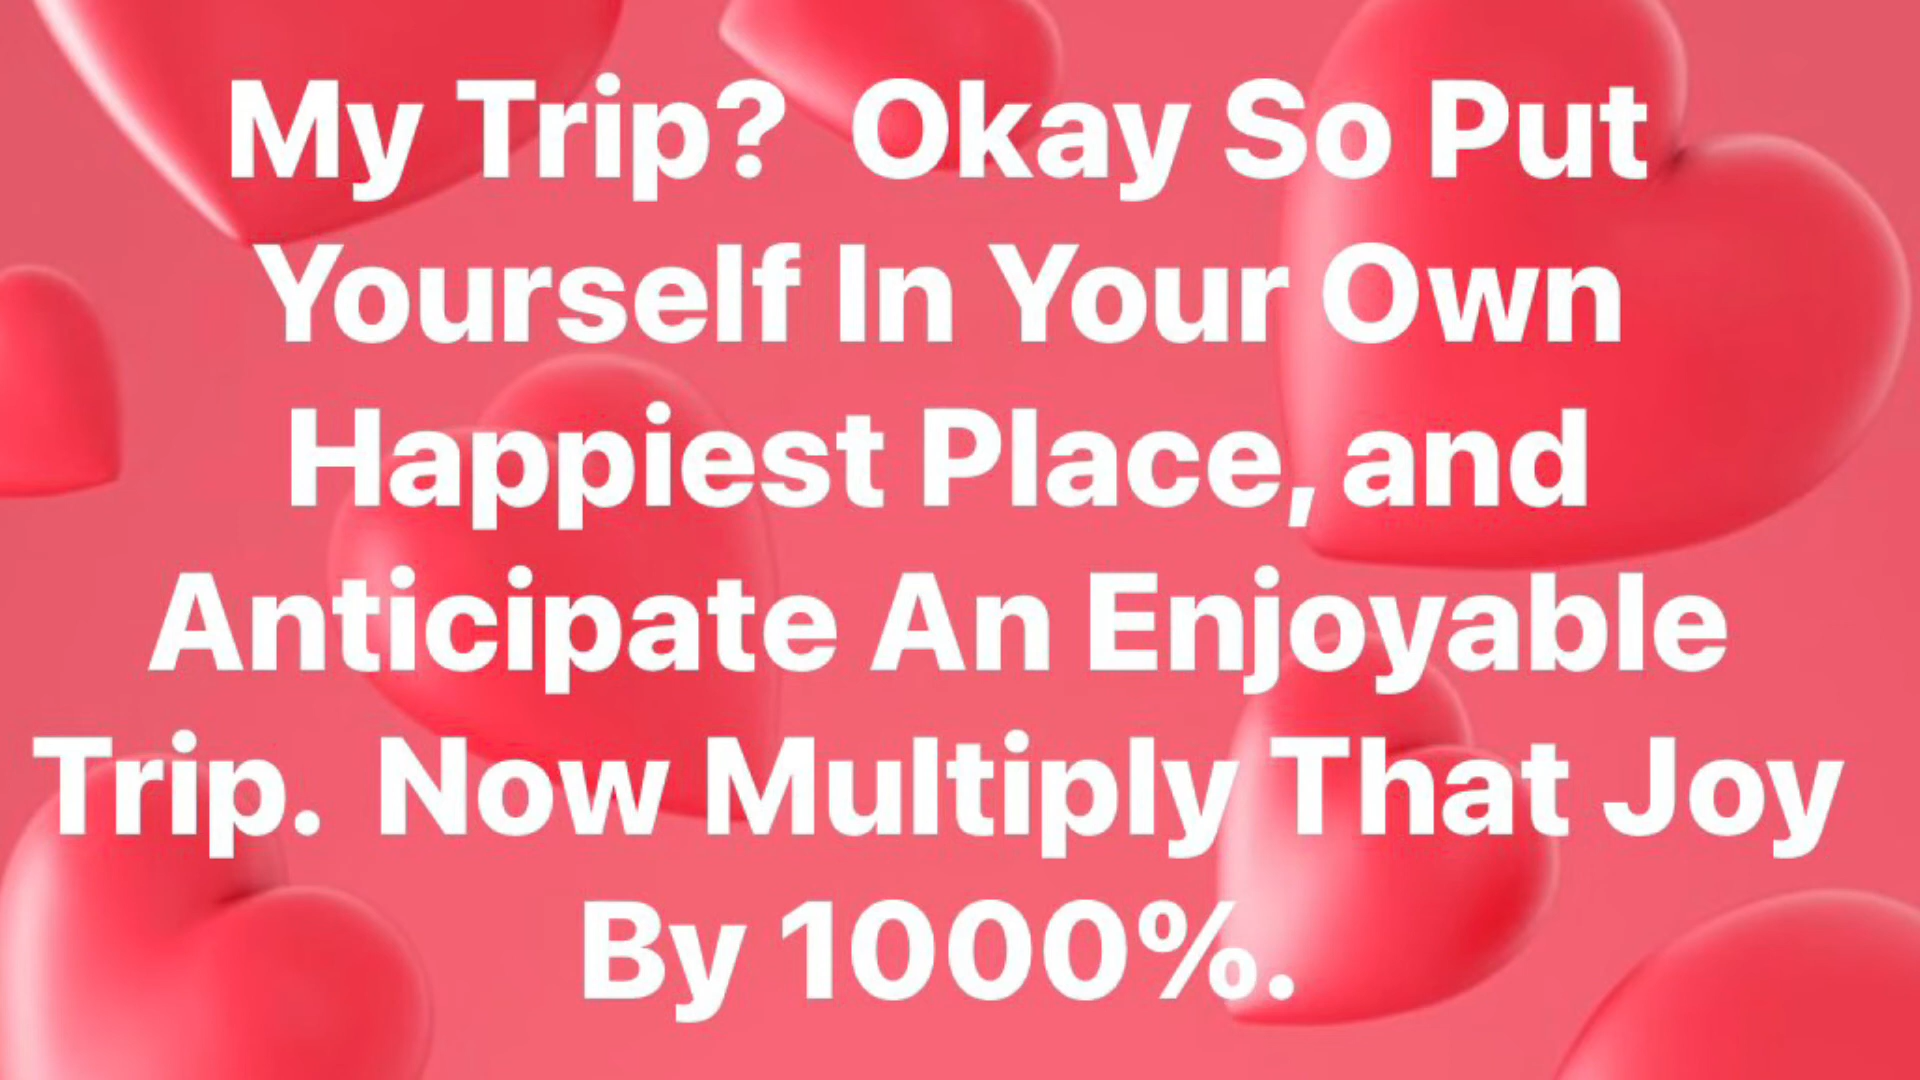 My Trip?  Okay So Put
Yourself In Your Own
Happiest Place, and
Anticipate An Enjoyable
Trip.  Now Multiply That Joy
By 1000%.